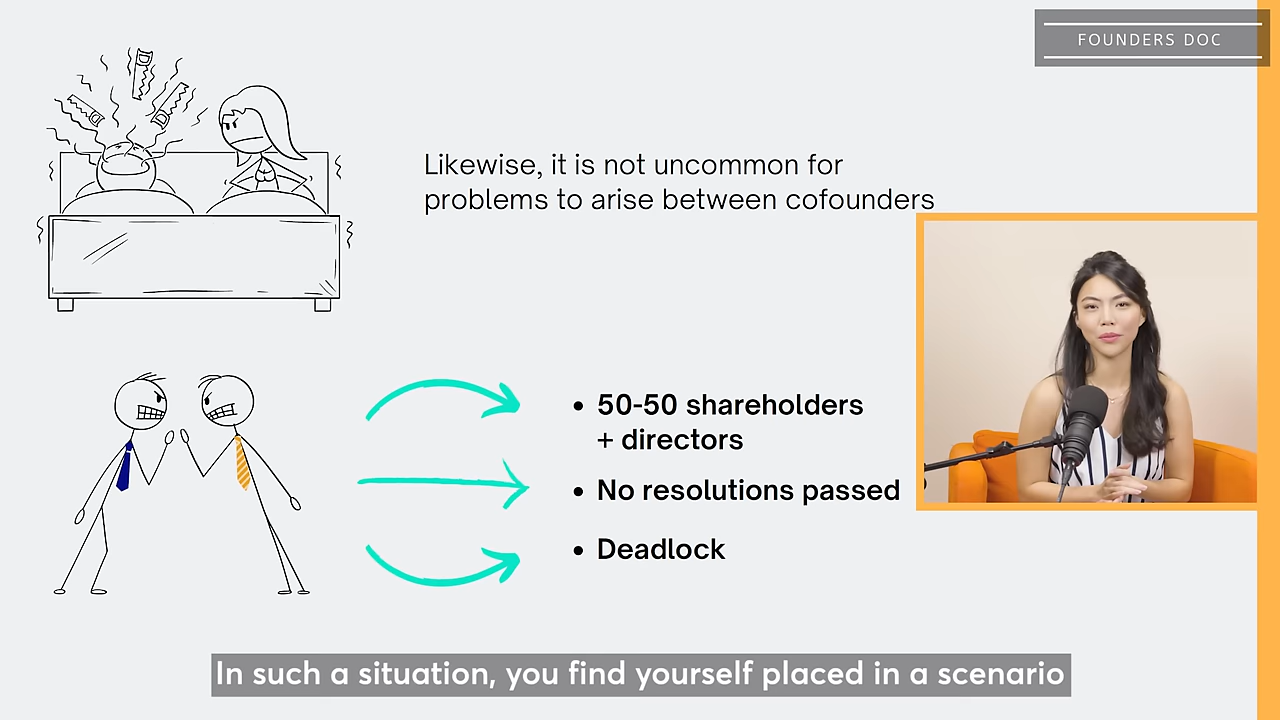 FOUNDERS DOC
Likewise, it is not uncommon for
problems to arise between cofounders
• 50-50 shareholders
+ directors
• No resolutions passed
• Deadlock
In such a situation, you find yourself placed in a scenario